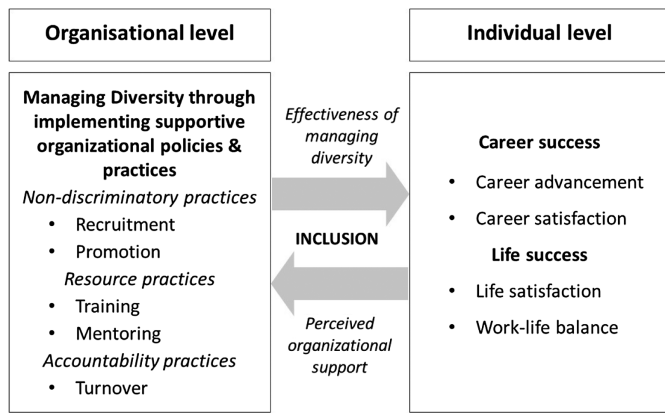 Organisational level
Individual level
Managing Diversity through
implementing supportive
organizational policies &
practices
Non-discriminatory practices
• Recruitment
• Promotion
Resource practices
• Training
• Mentoring
Accountability practices
• Turnover
Effectiveness of
managing
diversity
INCLUSION
Perceived
organizational
support
Career success
• Career advancement
• Career satisfaction
Life success
• Life satisfaction
• Work-life balance